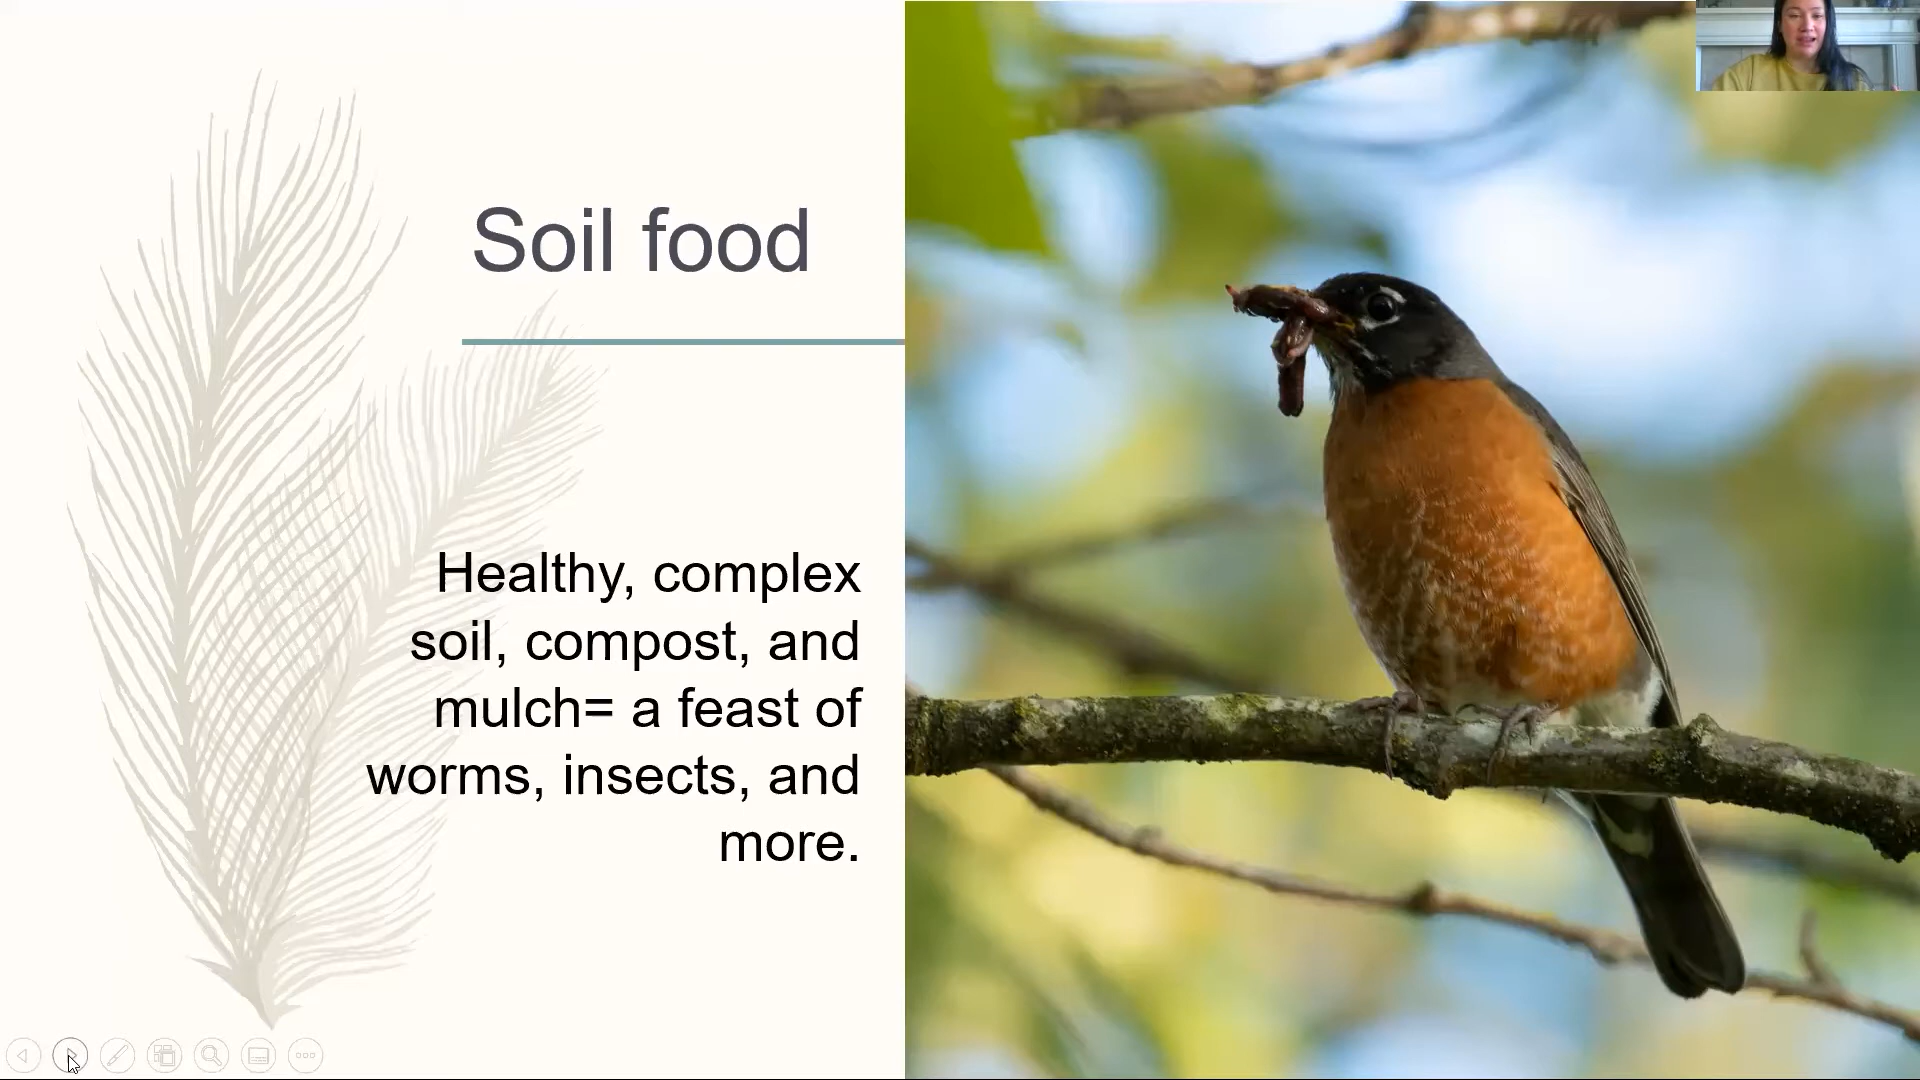 Soil food
Healthy, complex
soil, compost, and
mulch= a feast of
worms, insects, and
more.